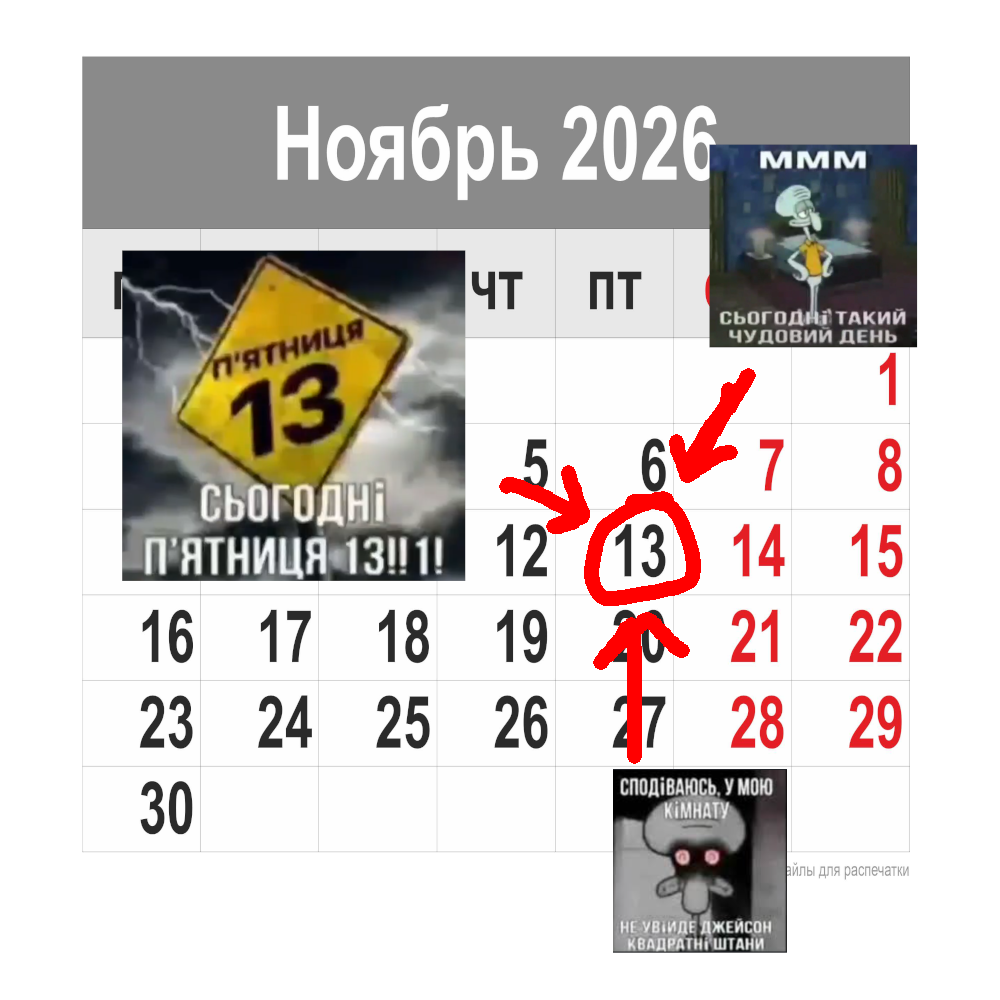 Ноябрь 2026
МММ
СЬОГОДНІ ТАКИЙ
ЧУДОВИЙ ДЕНЬ
ЧТ ПТ
П'ЯТНИЦЯ
13
СЬОГОДНІ
П'ЯТНИЦЯ 13!!1!
1
5 6 7 8
12 13 14 15
16 17 18 19 20 21 22
23 24 25 26 27 28 29
30
СПОДІВАЮСЬ, У МОЮ
КІМНАТУ
НЕ УВІЙДЕ ДЖЕЙСОН
КВАДРАТНІ ШТАНИ
для распечатки